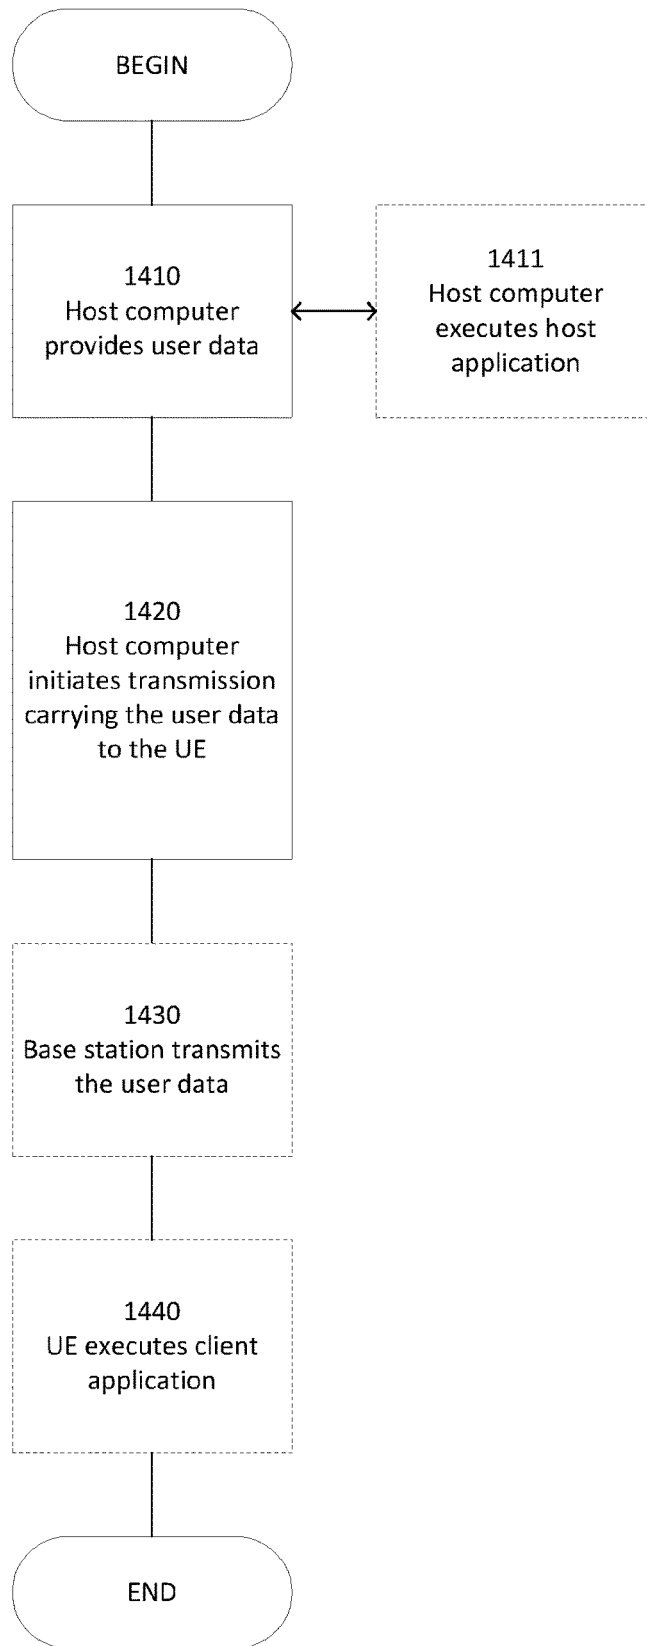 BEGIN
1410
Host computer
provides user data
1411
Host computer
executes host
application
1420
Host computer
initiates transmission
carrying the user data
to the UE
1430
Base station transmits
the user data
1440
UE executes client
application
END